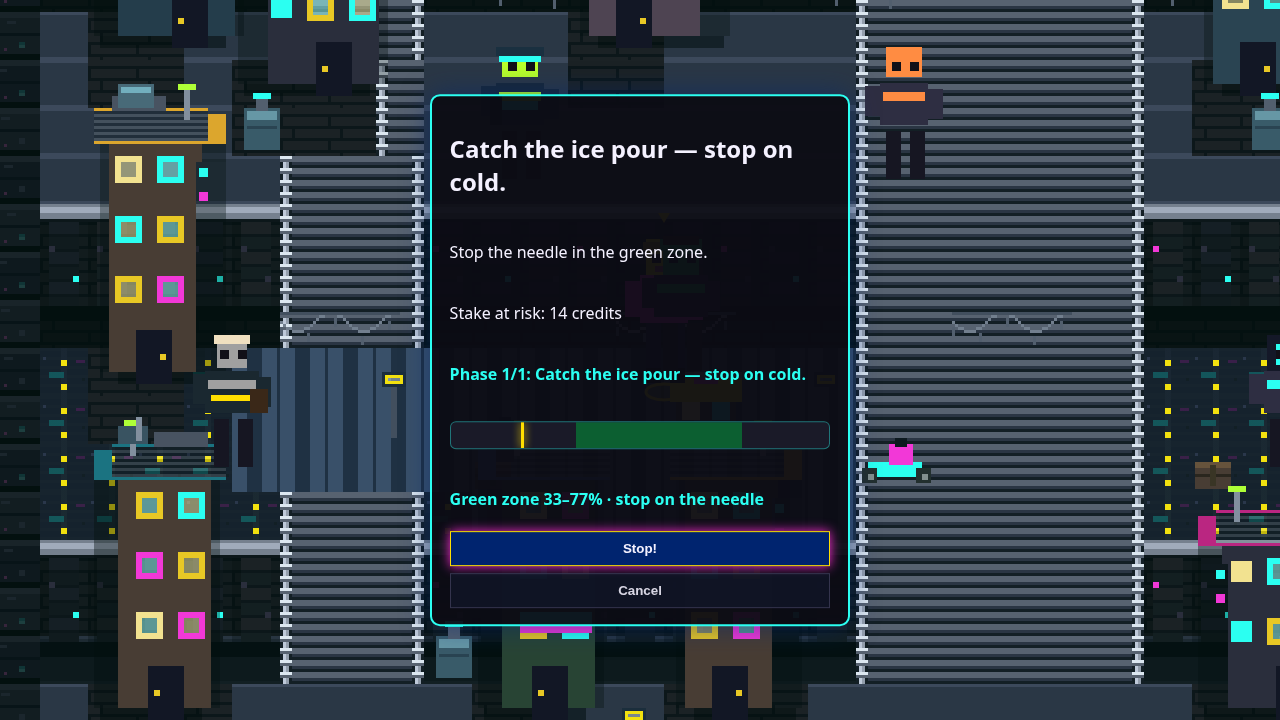 Catch the ice pour — stop on
cold.
Stop the needle in the green zone.
Stake at risk: 14 credits
Phase 1/1: Catch the ice pour — stop on cold.
Green zone 33–77% · stop on the needle
Stop!
Cancel